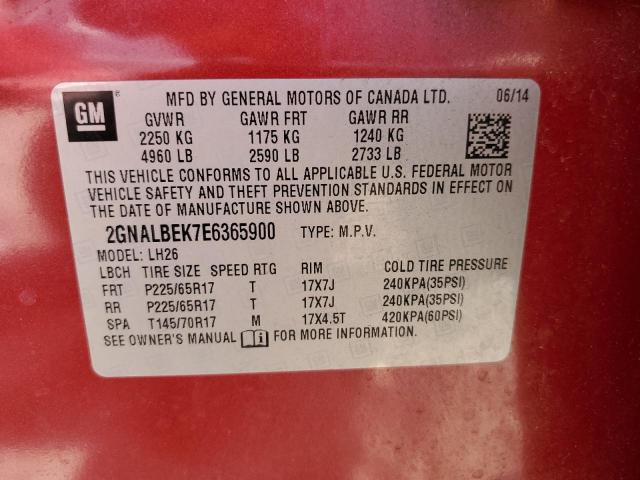 GM
MFD BY GENERAL MOTORS OF CANADA LTD. 06/14
GVWR GAWR FRT GAWR RR
2250 KG 1175 KG 1240 KG
4960 LB 2590 LB 2733 LB
THIS VEHICLE CONFORMS TO ALL APPLICABLE U.S. FEDERAL MOTOR
VEHICLE SAFETY AND THEFT PREVENTION STANDARDS IN EFFECT ON
THE DATE OF MANUFACTURE SHOWN ABOVE.
2GNALBEK7E6365900 TYPE: M.P.V.
MODEL: LH26
LBCH TIRE SIZE SPEED RTG RIM COLD TIRE PRESSURE
FRT P225/65R17 T 17X7J 240KPA(35PSI)
RR P225/65R17 T 17X7J 240KPA(35PSI)
SPA T145/70R17 M 17X4.5T 420KPA(60PSI)
SEE OWNER'S MANUAL FOR MORE INFORMATION.